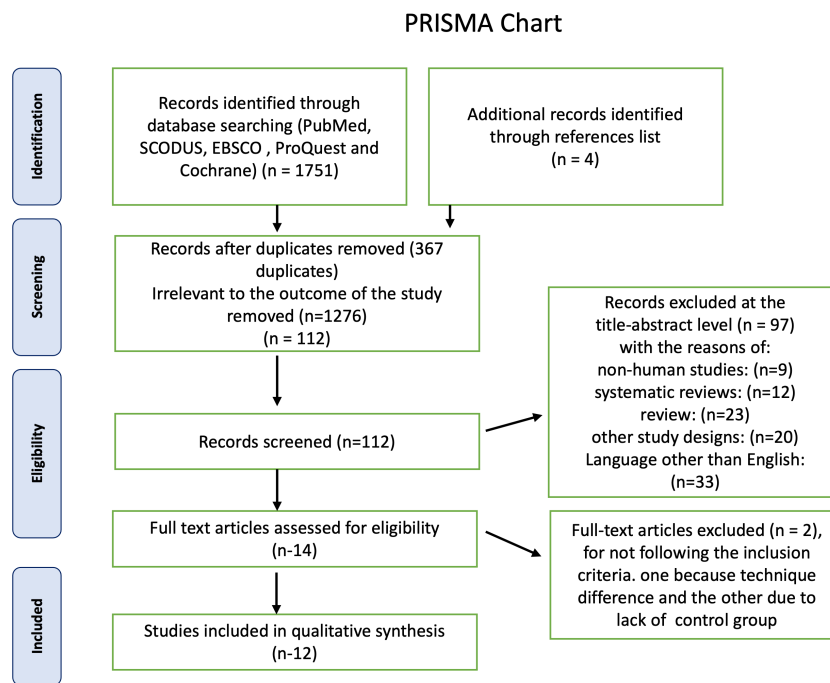 PRISMA Chart
Identification
Records identified through
database searching (PubMed,
SCODUS, EBSCO , ProQuest and
Cochrane) (n = 1751)
Additional records identified
through references list
(n = 4)
Screening
Records after duplicates removed (367
duplicates)
Irrelevant to the outcome of the study
removed (n=1276)
(n = 112)
Records excluded at the
title-abstract level (n = 97)
with the reasons of:
non-human studies: (n=9)
systematic reviews: (n=12)
review: (n=23)
other study designs: (n=20)
Language other than English:
(n=33)
Eligibility
Records screened (n=112)
Full text articles assessed for eligibility
(n-14)
Full-text articles excluded (n = 2),
for not following the inclusion
criteria. one because technique
difference and the other due to
lack of control group
Included
Studies included in qualitative synthesis
(n-12)